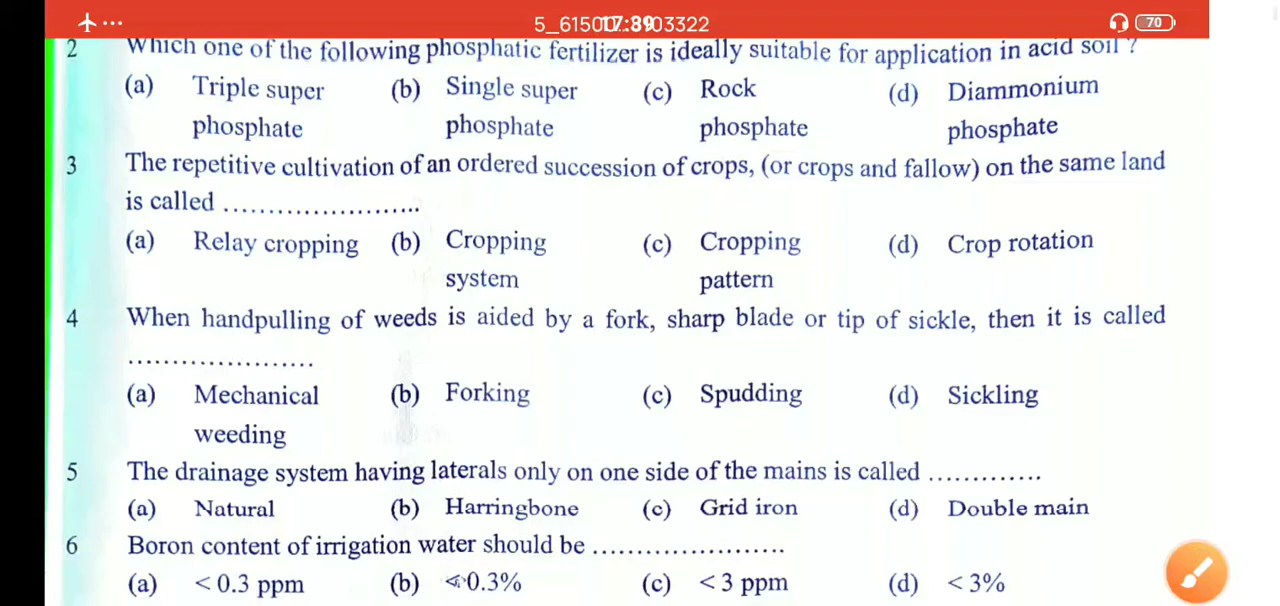 70
2 Which one of the following phosphatic fertilizer is ideally suitable for application in acid soil ?
(a) Triple super (b) Single super (c) Rock (d) Diammonium
phosphate phosphate phosphate phosphate
3 The repetitive cultivation of an ordered succession of crops, (or crops and fallow) on the same land
is called ........................
(a) Relay cropping (b) Cropping (c) Cropping (d) Crop rotation
system pattern
4 When handpulling of weeds is aided by a fork, sharp blade or tip of sickle, then it is called
.....................
(a) Mechanical (b) Forking (c) Spudding (d) Sickling
weeding
5 The drainage system having laterals only on one side of the mains is called .............
(a) Natural (b) Harringbone (c) Grid iron (d) Double main
6 Boron content of irrigation water should be ......................
(a) < 0.3 ppm (b) < 0.3% (c) < 3 ppm (d) < 3%